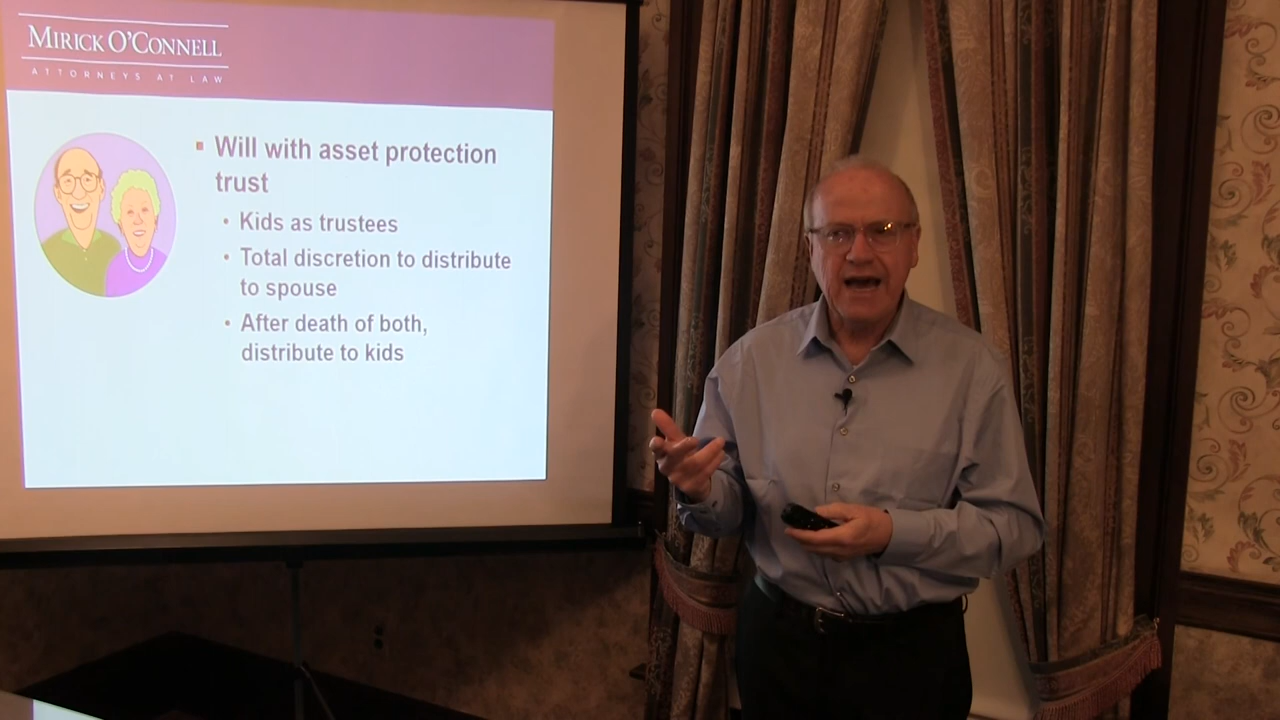 MIRICK O'CONNELL
ATTORNEYS AT LAW
Will with asset protection
trust
Kids as trustees
Total discretion to distribute
to spouse
After death of both,
distribute to kids